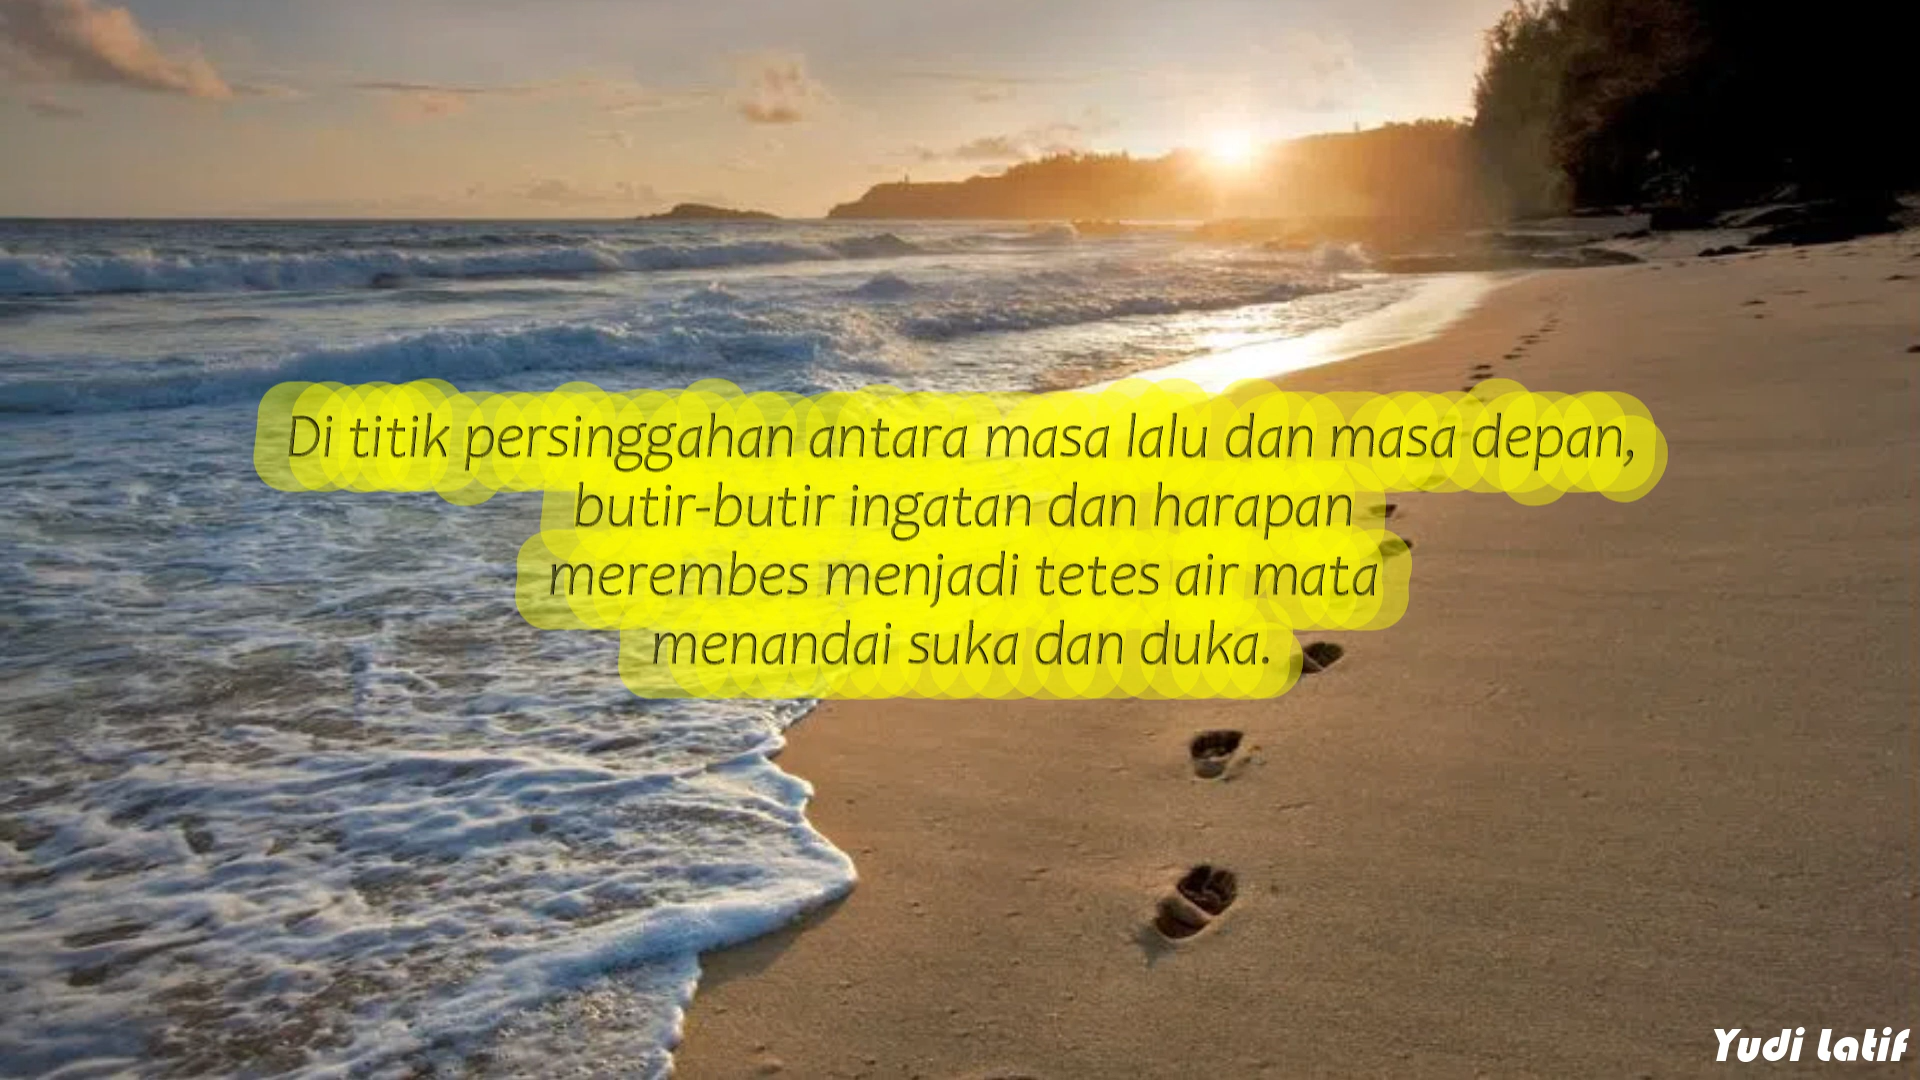 Di titik persinggahan antara masa lalu dan masa depan,
butir-butir ingatan dan harapan
merembes menjadi tetes air mata
menandai suka dan duka.
Yudi Latif